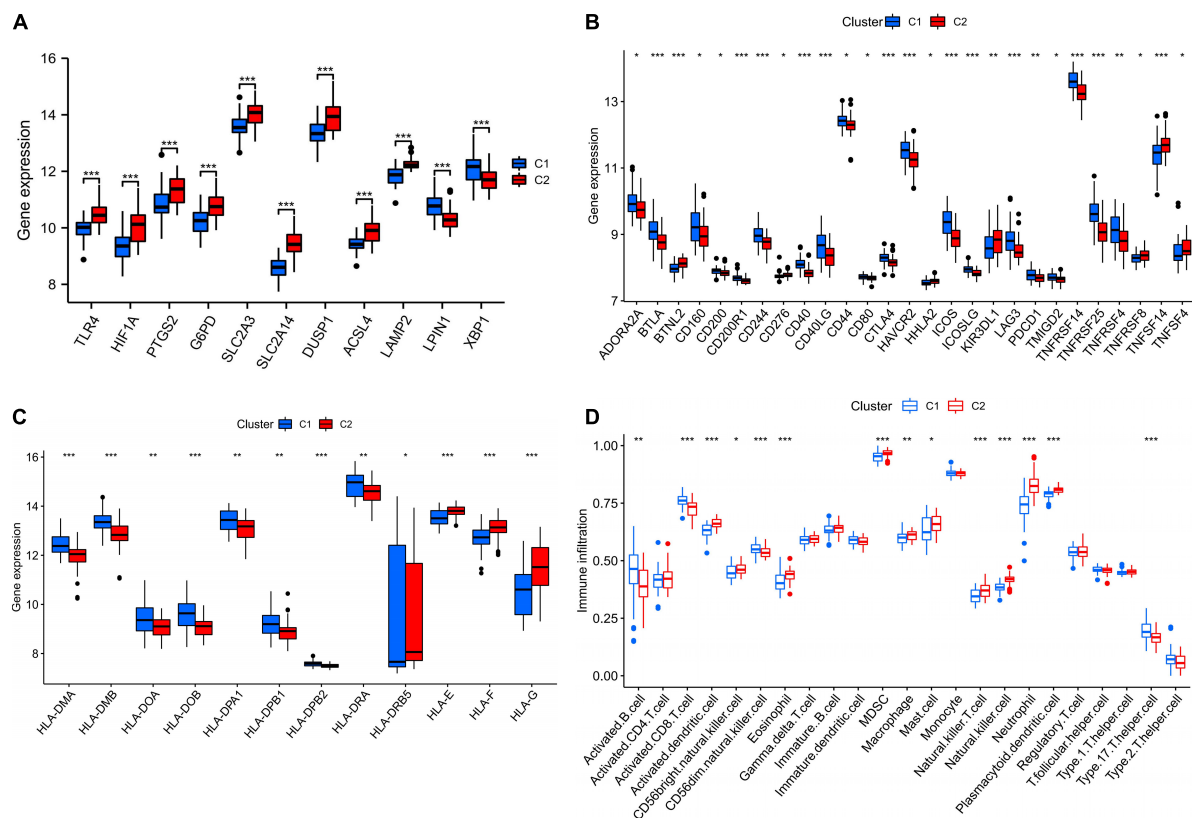 A
Gene expression
16
14
12
10
8
*** *** *** *** *** *** *** *** *** *** ***
TLR4 HIF1A PTGS2 G6PD SLC2A3 SLC2A14 DUSP1 ACSL4 LAMP2 LPIN1 XBP1
C1
C2
B
Cluster C1 C2
Gene expression
13
11
9
7
* *** *** * * *** *** * *** *** ** * *** *** * *** *** *** *** ** * *** *** ** * *** *
ADORA2A BTLA BTNL2 CD160 CD200 CD200R1 CD244 CD276 CD40 CD40LG CD44 CD80 CTLA4 HAVCR2 HHLA2 ICOS ICOSLG KIR3DL1 LAG3 PDCD1 TMIGD2 TNFRSF14 TNFRSF25 TNFRSF4 TNFRSF8 TNFSF14 TNFSF4
C
Cluster C1 C2
Gene expression
16
14
12
10
8
*** *** ** *** ** ** *** ** * *** *** ***
HLA-DMA HLA-DMB HLA-DOA HLA-DOB HLA-DPA1 HLA-DPB1 HLA-DPB2 HLA-DRA HLA-DRB5 HLA-E HLA-F HLA-G
D
Cluster C1 C2
Immune infiltration
1.00
0.75
0.50
0.25
0.00
** *** *** * *** *** *** ** * *** *** *** *** ***
Activated.B.cell Activated.CD4.T.cell Activated.CD8.T.cell Activated.dendritic.cell CD56bright.natural.killer.cell CD56dim.natural.killer.cell Eosinophil Gamma.delta.T.cell Immature..B.cell Immature.dendritic.cell MDSC Macrophage Mast.cell Monocyte Natural.killer.T.cell Natural.killer.cell Neutrophil Plasmacytoid.dendritic.cell Regulatory.T.cell T.follicular.helper.cell Type.1.T.helper.cell Type.17.T.helper.cell Type.2.T.helper.cell